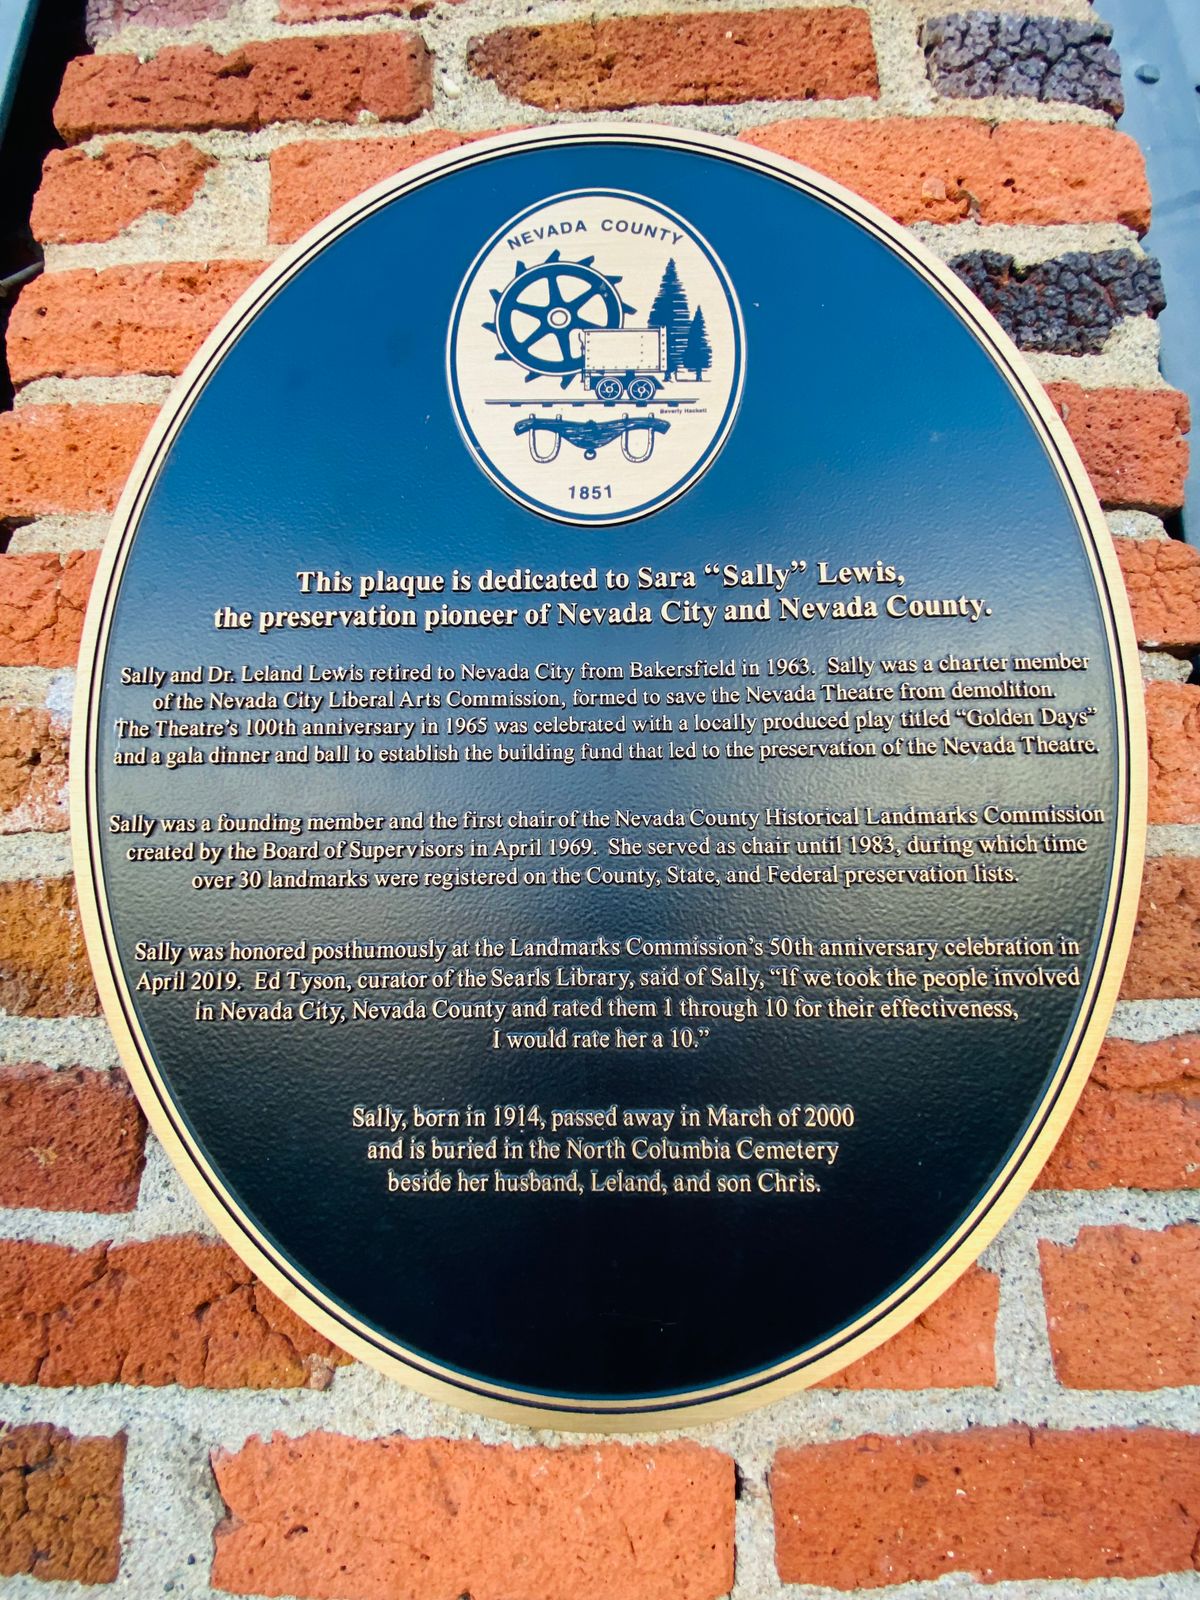 NEVADA COUNTY
Beverly Hackett
1851
This plaque is dedicated to Sara “Sally” Lewis,
the preservation pioneer of Nevada City and Nevada County.
Sally and Dr. Leland Lewis retired to Nevada City from Bakersfield in 1963. Sally was a charter member
of the Nevada City Liberal Arts Commission, formed to save the Nevada Theatre from demolition.
The Theatre’s 100th anniversary in 1965 was celebrated with a locally produced play titled “Golden Days”
and a gala dinner and ball to establish the building fund that led to the preservation of the Nevada Theatre.
Sally was a founding member and the first chair of the Nevada County Historical Landmarks Commission
created by the Board of Supervisors in April 1969. She served as chair until 1983, during which time
over 30 landmarks were registered on the County, State, and Federal preservation lists.
Sally was honored posthumously at the Landmarks Commission’s 50th anniversary celebration in
April 2019. Ed Tyson, curator of the Searls Library, said of Sally, “If we took the people involved
in Nevada City, Nevada County and rated them 1 through 10 for their effectiveness,
I would rate her a 10.”
Sally, born in 1914, passed away in March of 2000
and is buried in the North Columbia Cemetery
beside her husband, Leland, and son Chris.